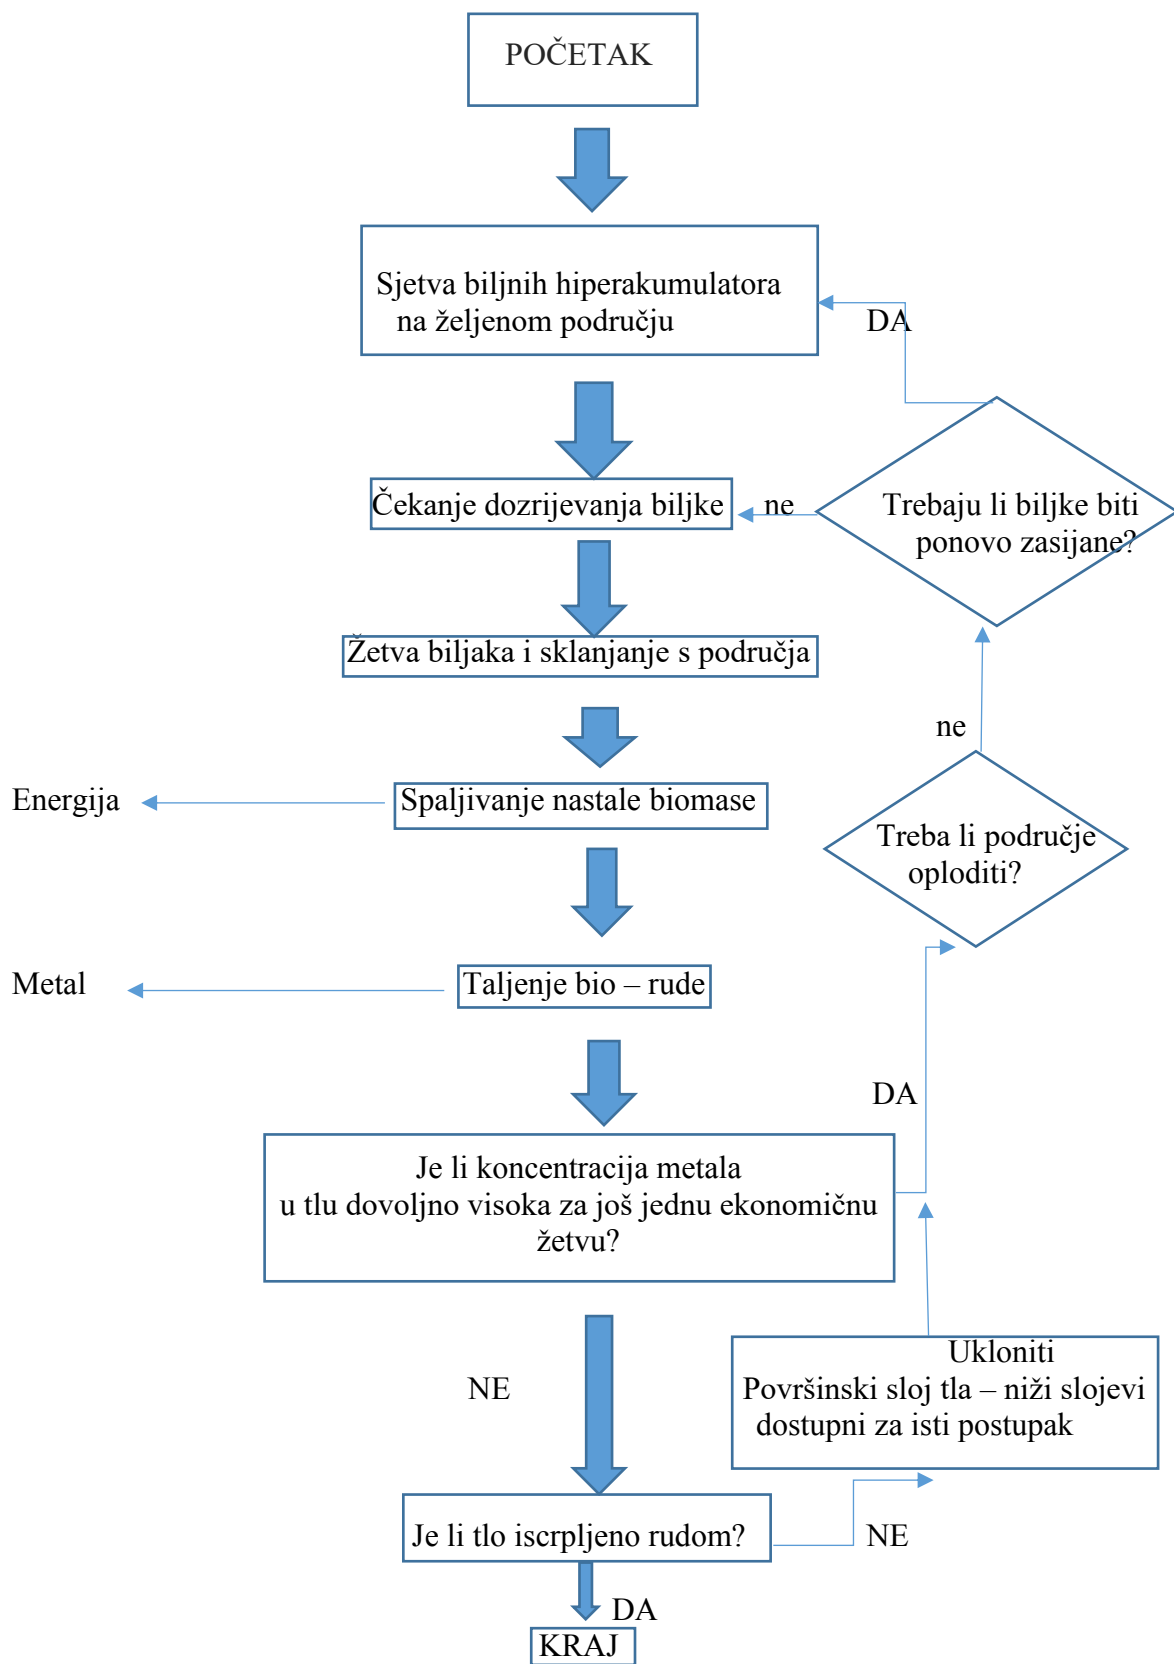 POČETAK
Sjetva biljnih hiperakumulatora
na željenom području
DA
Čekanje dozrijevanja biljke
ne
Trebaju li biljke biti
ponovo zasijane?
Žetva biljaka i sklanjanje s područja
ne
Energija
Spaljivanje nastale biomase
Treba li područje
oploditi?
Metal
Taljenje bio – rude
DA
Je li koncentracija metala
u tlu dovoljno visoka za još jednu ekonomičnu
žetvu?
NE
Ukloniti
Površinski sloj tla – niži slojevi
dostupni za isti postupak
Je li tlo iscrpljeno rudom?
NE
DA
KRAJ